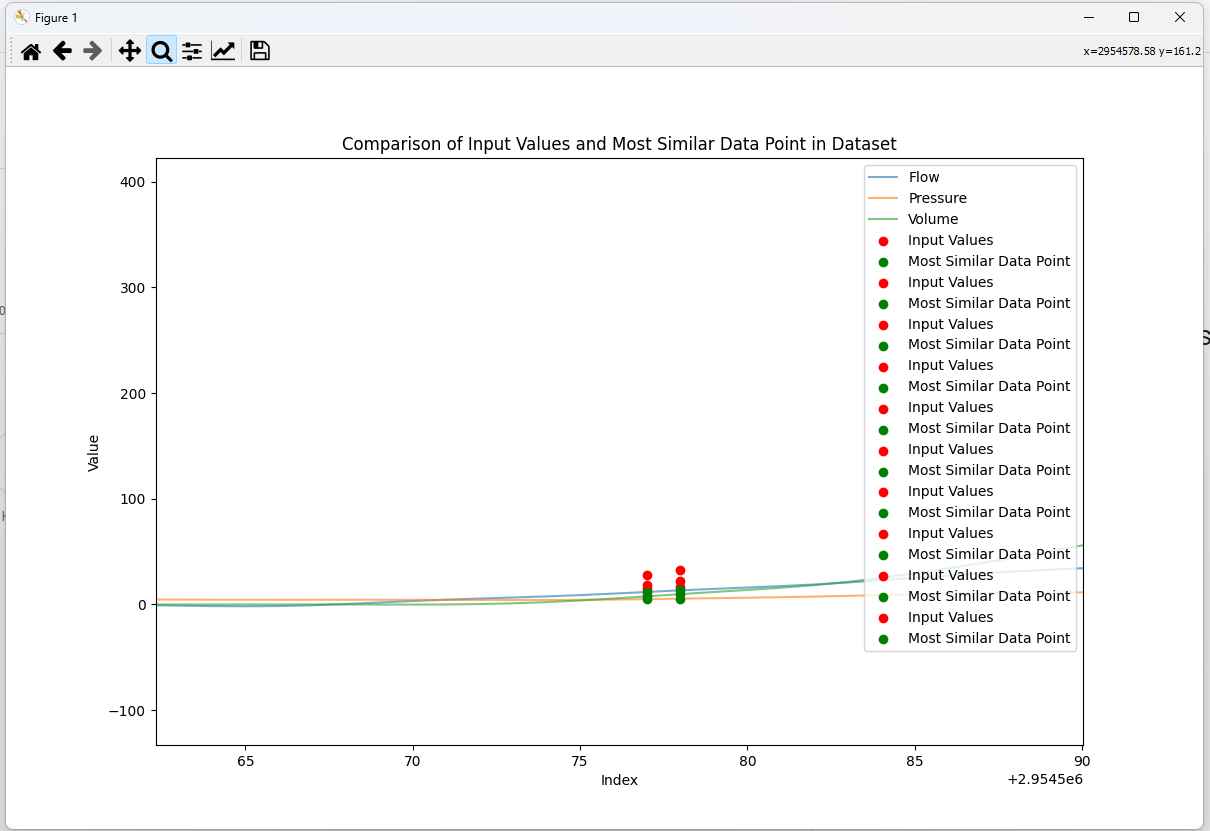 Figure 1
x=2954578.58 y=161.2
Comparison of Input Values and Most Similar Data Point in Dataset
400
300
200
100
0
−100
Value
Flow
Pressure
Volume
Input Values
Most Similar Data Point
Input Values
Most Similar Data Point
Input Values
Most Similar Data Point
Input Values
Most Similar Data Point
Input Values
Most Similar Data Point
Input Values
Most Similar Data Point
Input Values
Most Similar Data Point
Input Values
Most Similar Data Point
Input Values
Most Similar Data Point
Input Values
Most Similar Data Point
65 70 75 80 85 90
Index
+2.9545e6